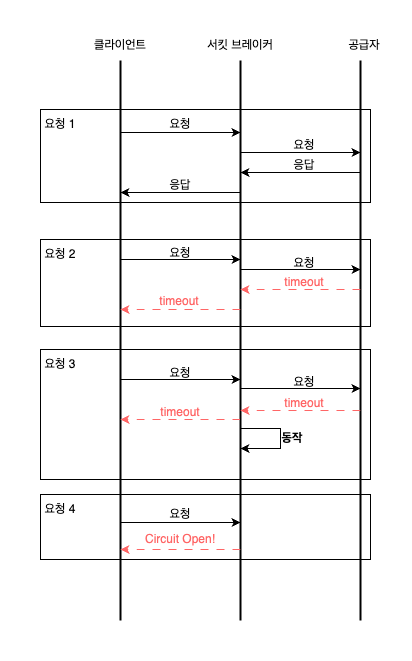 클라이언트
서킷 브레이커
공급자
요청 1
요청
요청
응답
응답
요청 2
요청
요청
timeout
timeout
요청 3
요청
요청
timeout
timeout
동작
요청 4
요청
Circuit Open!